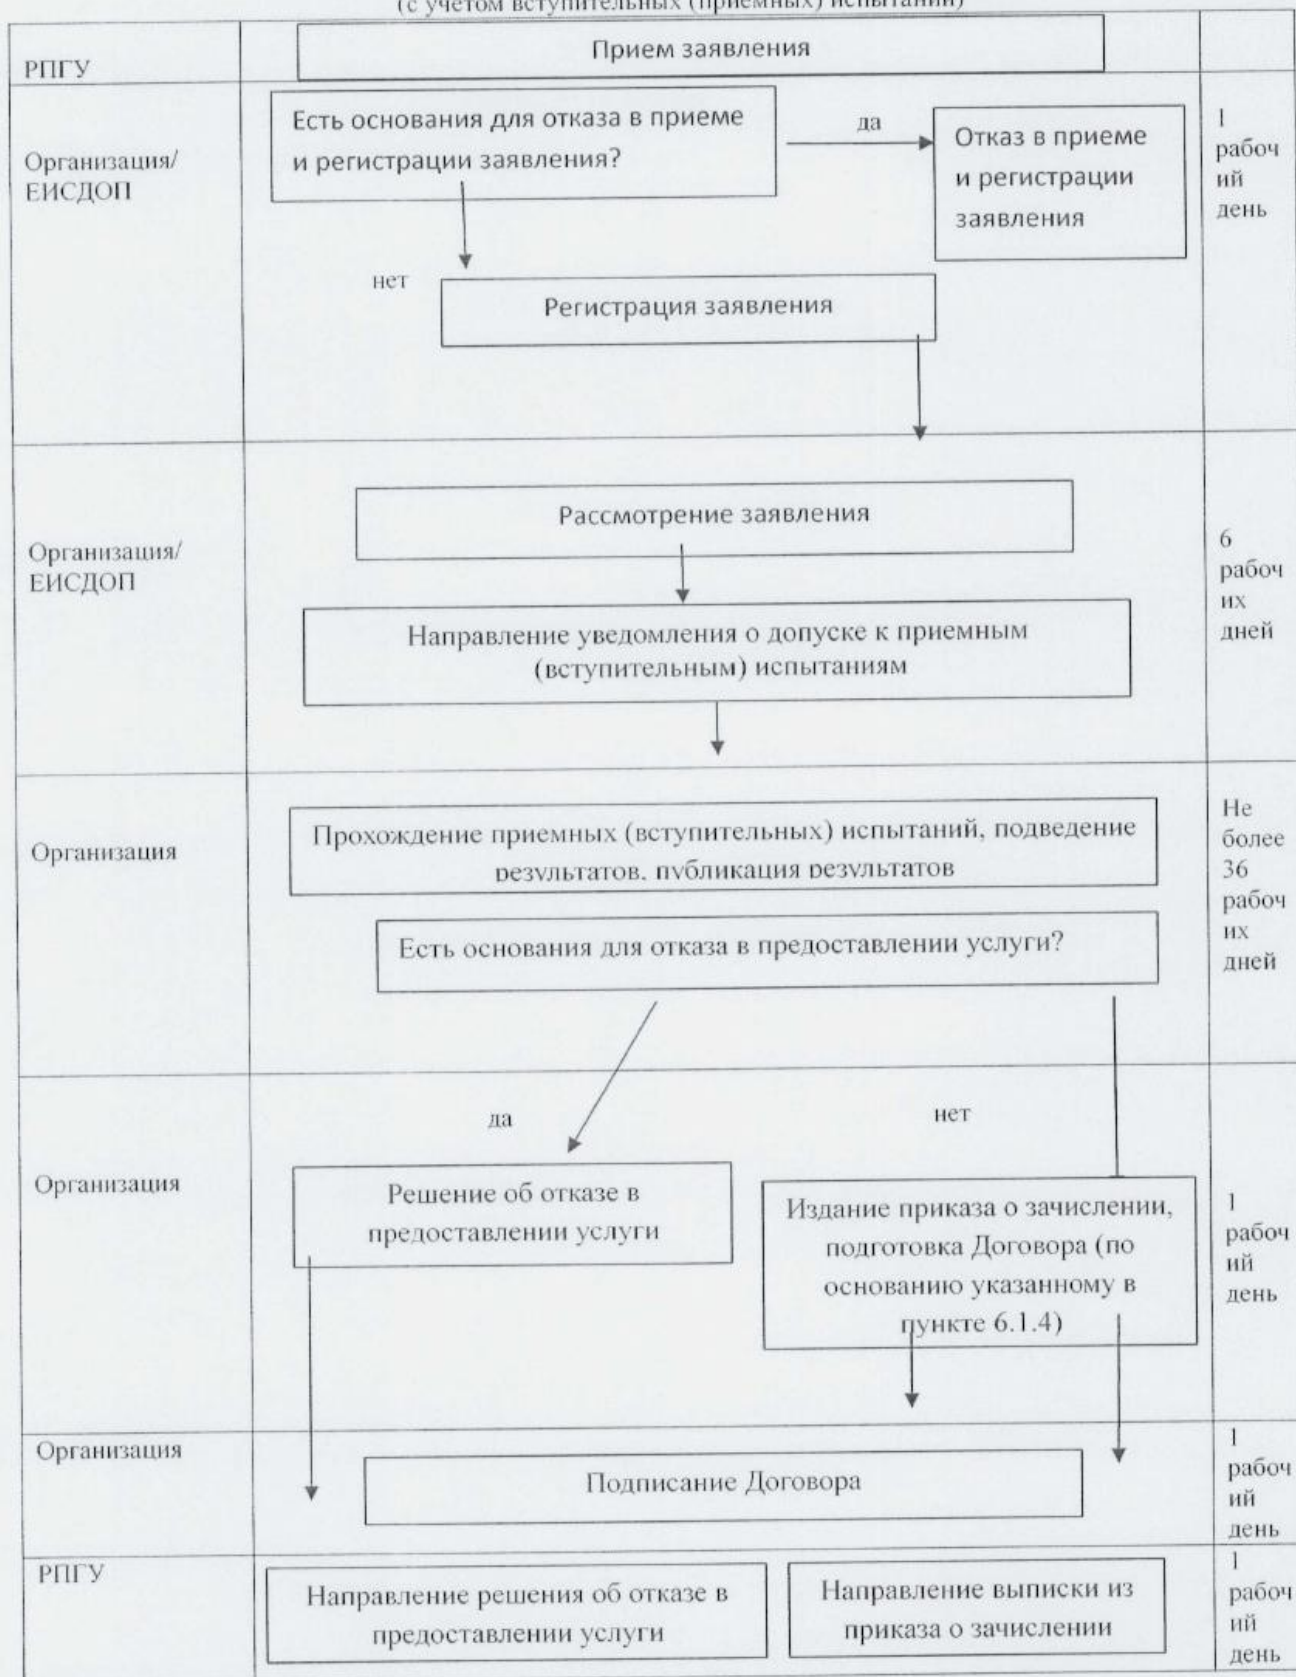 (с учетом вступительных (приемных) испытаний)
РПГУ
Прием заявления
Организация/
ЕИСДОП
Есть основания для отказа в приеме
и регистрации заявления?
да
Отказ в приеме
и регистрации
заявления
1
рабоч
ий
день
нет
Регистрация заявления
Организация/
ЕИСДОП
Рассмотрение заявления
Направление уведомления о допуске к приемным
(вступительным) испытаниям
6
рабоч
их
дней
Организация
Прохождение приемных (вступительных) испытаний, подведение
результатов, публикация результатов
Есть основания для отказа в предоставлении услуги?
Не
более
36
рабоч
их
дней
да
нет
Организация
Решение об отказе в
предоставлении услуги
Издание приказа о зачислении,
подготовка Договора (по
основанию указанному в
пункте 6.1.4)
1
рабоч
ий
день
Организация
Подписание Договора
1
рабоч
ий
день
РПГУ
Направление решения об отказе в
предоставлении услуги
Направление выписки из
приказа о зачислении
1
рабоч
ий
день